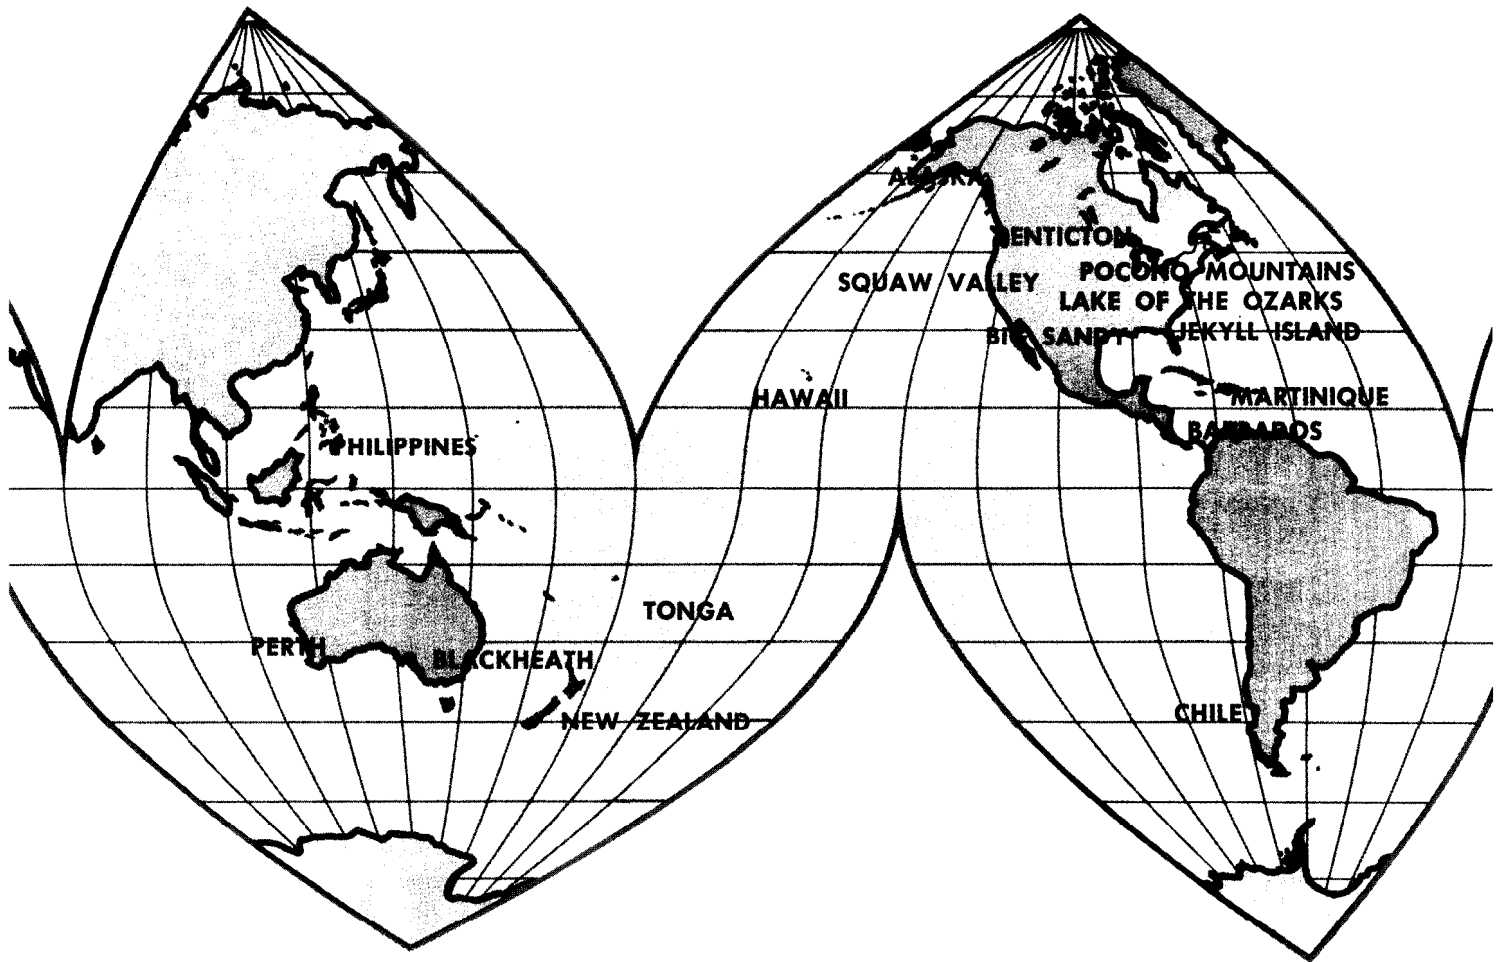 ALASKA
PENTICTON
SQUAW VALLEY
POCONO MOUNTAINS
LAKE OF THE OZARKS
BIG SANDY
JEKYLL ISLAND
HAWAII
MARTINIQUE
BARBADOS
PHILIPPINES
TONGA
PERTH
BLACKHEATH
NEW ZEALAND
CHILE